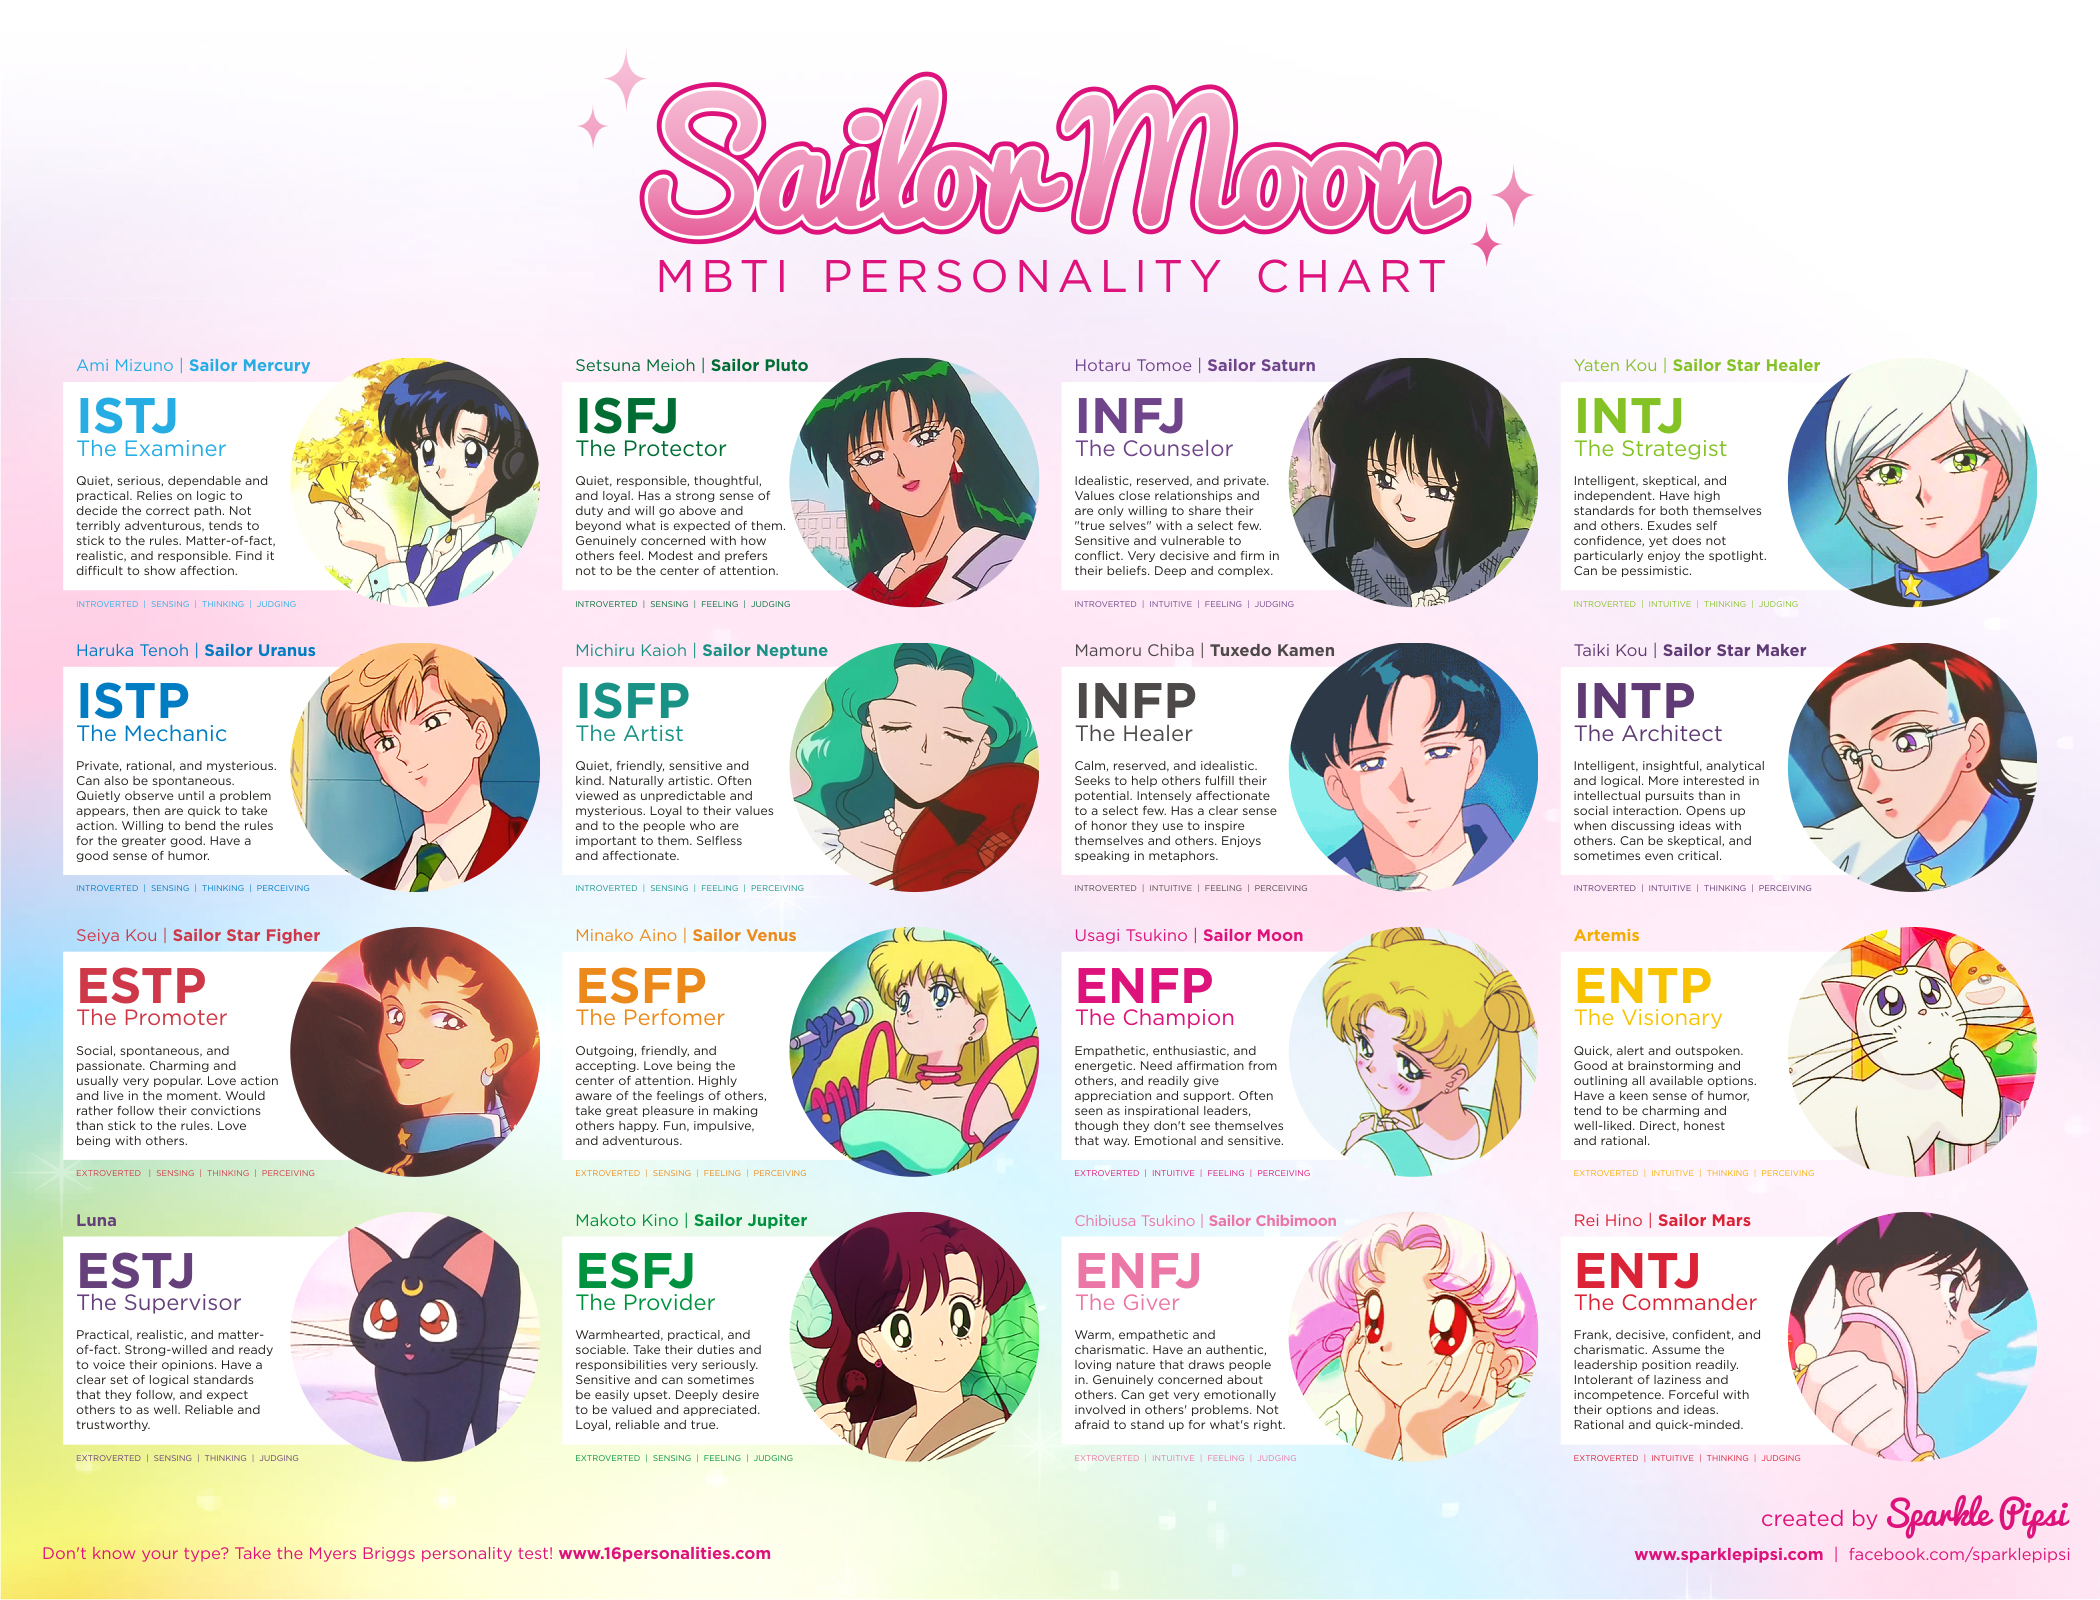 Sailor Moon
MBTI PERSONALITY CHART
Ami Mizuno | Sailor Mercury
ISTJ
The Examiner
Quiet, serious, dependable and
practical. Relies on logic to
decide the correct path. Not
terribly adventurous, tends to
stick to the rules. Matter-of-fact,
realistic, and responsible. Find it
difficult to show affection.
INTROVERTED | SENSING | THINKING | JUDGING
Setsuna Meioh | Sailor Pluto
ISFJ
The Protector
Quiet, responsible, thoughtful,
and loyal. Has a strong sense of
duty and will go above and
beyond what is expected of them.
Genuinely concerned with how
others feel. Modest and prefers
not to be the center of attention.
INTROVERTED | SENSING | FEELING | JUDGING
Hotaru Tomoe | Sailor Saturn
INFJ
The Counselor
Idealistic, reserved, and private.
Values close relationships and
are only willing to share their
"true selves" with a select few.
Sensitive and vulnerable to
conflict. Very decisive and firm in
their beliefs. Deep and complex.
INTROVERTED | INTUITIVE | FEELING | JUDGING
Yaten Kou | Sailor Star Healer
INTJ
The Strategist
Intelligent, skeptical, and
independent. Have high
standards for both themselves
and others. Exudes self
confidence, yet does not
particularly enjoy the spotlight.
Can be pessimistic.
INTROVERTED | INTUITIVE | THINKING | JUDGING
Haruka Tenoh | Sailor Uranus
ISTP
The Mechanic
Private, rational, and mysterious.
Can also be spontaneous.
Quietly observe until a problem
appears, then are quick to take
action. Willing to bend the rules
for the greater good. Have a
good sense of humor.
INTROVERTED | SENSING | THINKING | PERCEIVING
Michiru Kaioh | Sailor Neptune
ISFP
The Artist
Quiet, friendly, sensitive and
kind. Naturally artistic. Often
viewed as unpredictable and
mysterious. Loyal to their values
and to the people who are
important to them. Selfless
and affectionate.
INTROVERTED | SENSING | FEELING | PERCEIVING
Mamoru Chiba | Tuxedo Kamen
INFP
The Healer
Calm, reserved, and idealistic.
Seeks to help others fulfill their
potential. Intensely affectionate
to a select few. Has a clear sense
of honor they use to inspire
themselves and others. Enjoys
speaking in metaphors.
INTROVERTED | INTUITIVE | FEELING | PERCEIVING
Taiki Kou | Sailor Star Maker
INTP
The Architect
Intelligent, insightful, analytical
and logical. More interested in
intellectual pursuits than in
social interaction. Opens up
when discussing ideas with
others. Can be skeptical, and
sometimes even critical.
INTROVERTED | INTUITIVE | THINKING | PERCEIVING
Seiya Kou | Sailor Star Figher
ESTP
The Promoter
Social, spontaneous, and
passionate. Charming and
usually very popular. Love action
and live in the moment. Would
rather follow their convictions
than stick to the rules. Love
being with others.
EXTROVERTED | SENSING | THINKING | PERCEIVING
Minako Aino | Sailor Venus
ESFP
The Perfomer
Outgoing, friendly, and
accepting. Love being the
center of attention. Highly
aware of the feelings of others,
take great pleasure in making
others happy. Fun, impulsive,
and adventurous.
EXTROVERTED | SENSING | FEELING | PERCEIVING
Usagi Tsukino | Sailor Moon
ENFP
The Champion
Empathetic, enthusiastic, and
energetic. Need affirmation from
others, and readily give
appreciation and support. Often
seen as inspirational leaders,
though they don't see themselves
that way. Emotional and sensitive.
EXTROVERTED | INTUITIVE | FEELING | PERCEIVING
Artemis
ENTP
The Visionary
Quick, alert and outspoken.
Good at brainstorming and
outlining all available options.
Have a keen sense of humor,
tend to be charming and
well-liked. Direct, honest
and rational.
EXTROVERTED | INTUITIVE | THINKING | PERCEIVING
Luna
ESTJ
The Supervisor
Practical, realistic, and matter-
of-fact. Strong-willed and ready
to voice their opinions. Have a
clear set of logical standards
that they follow, and expect
others to as well. Reliable and
trustworthy.
EXTROVERTED | SENSING | THINKING | JUDGING
Makoto Kino | Sailor Jupiter
ESFJ
The Provider
Warmhearted, practical, and
sociable. Take their duties and
responsibilities very seriously.
Sensitive and can sometimes
be easily upset. Deeply desire
to be valued and appreciated.
Loyal, reliable and true.
EXTROVERTED | SENSING | FEELING | JUDGING
Chibiusa Tsukino | Sailor Chibimoon
ENFJ
The Giver
Warm, empathetic and
charismatic. Have an authentic,
loving nature that draws people
in. Genuinely concerned about
others. Can get very emotionally
involved in others' problems. Not
afraid to stand up for what's right.
EXTROVERTED | INTUITIVE | FEELING | JUDGING
Rei Hino | Sailor Mars
ENTJ
The Commander
Frank, decisive, confident, and
charismatic. Assume the
leadership position readily.
Intolerant of laziness and
incompetence. Forceful with
their options and ideas.
Rational and quick-minded.
EXTROVERTED | INTUITIVE | THINKING | JUDGING
created by Sparkle Pipsi
Don't know your type? Take the Myers Briggs personality test! www.16personalities.com
www.sparklepipsi.com | facebook.com/sparklepipsi